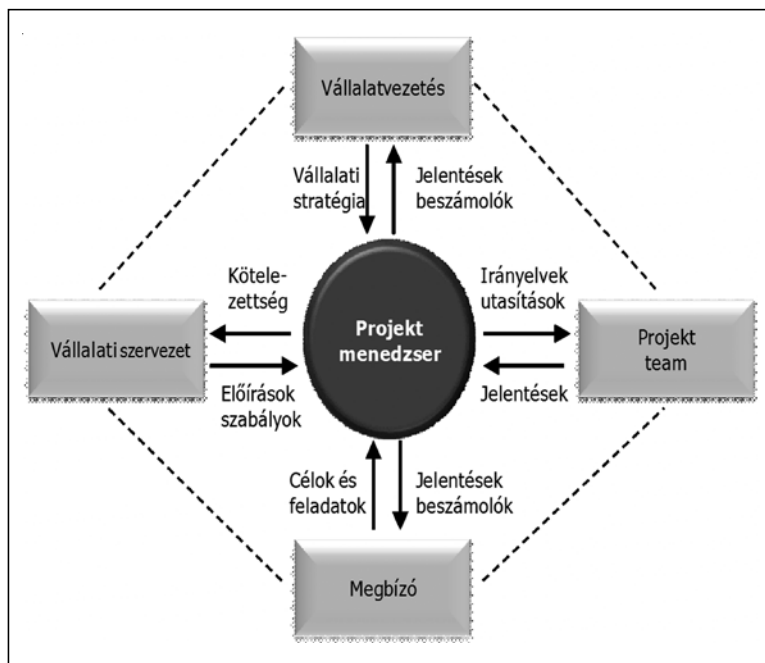 Vállalatvezetés
Vállalati
stratégia
Jelentések
beszámolók
Kötele-
zettség
Irányelvek
utasítások
Vállalati szervezet
Projekt
menedzser
Projekt
team
Előírások
szabályok
Jelentések
Célok és
feladatok
Jelentések
beszámolók
Megbízó